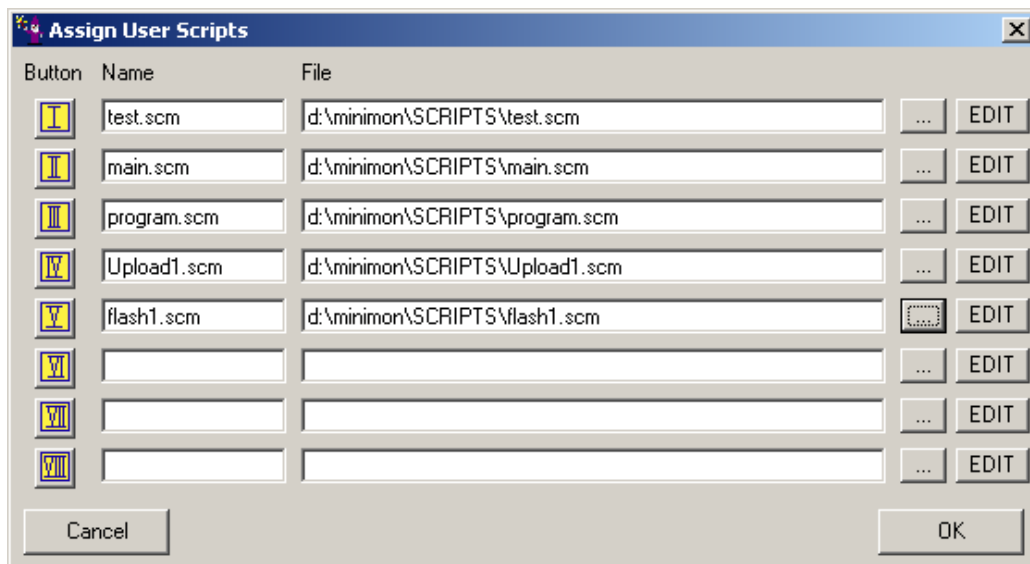 Assign User Scripts
Button Name File
I test.scm d:\minimon\SCRIPTS\test.scm ... EDIT
II main.scm d:\minimon\SCRIPTS\main.scm ... EDIT
III program.scm d:\minimon\SCRIPTS\program.scm ... EDIT
IV Upload1.scm d:\minimon\SCRIPTS\Upload1.scm ... EDIT
V flash1.scm d:\minimon\SCRIPTS\flash1.scm ... EDIT
VI ... EDIT
VII ... EDIT
VIII ... EDIT
Cancel OK